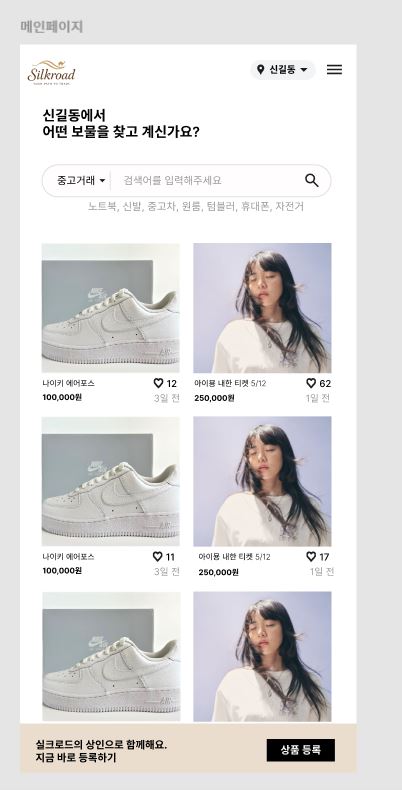 메인페이지
Silkroad
신길동
신길동에서
어떤 보물을 찾고 계신가요?
중고거래
검색어를 입력해주세요
노트북, 신발, 중고차, 원룸, 텀블러, 휴대폰, 자전거
나이키 에어포스
12
100,000원
3일 전
아이묭 내한 티켓 5/12
62
250,000원
1일 전
나이키 에어포스
11
100,000원
3일 전
아이묭 내한 티켓 5/12
17
250,000원
1일 전
실크로드의 상인으로 함께해요.
지금 바로 등록하기
상품 등록